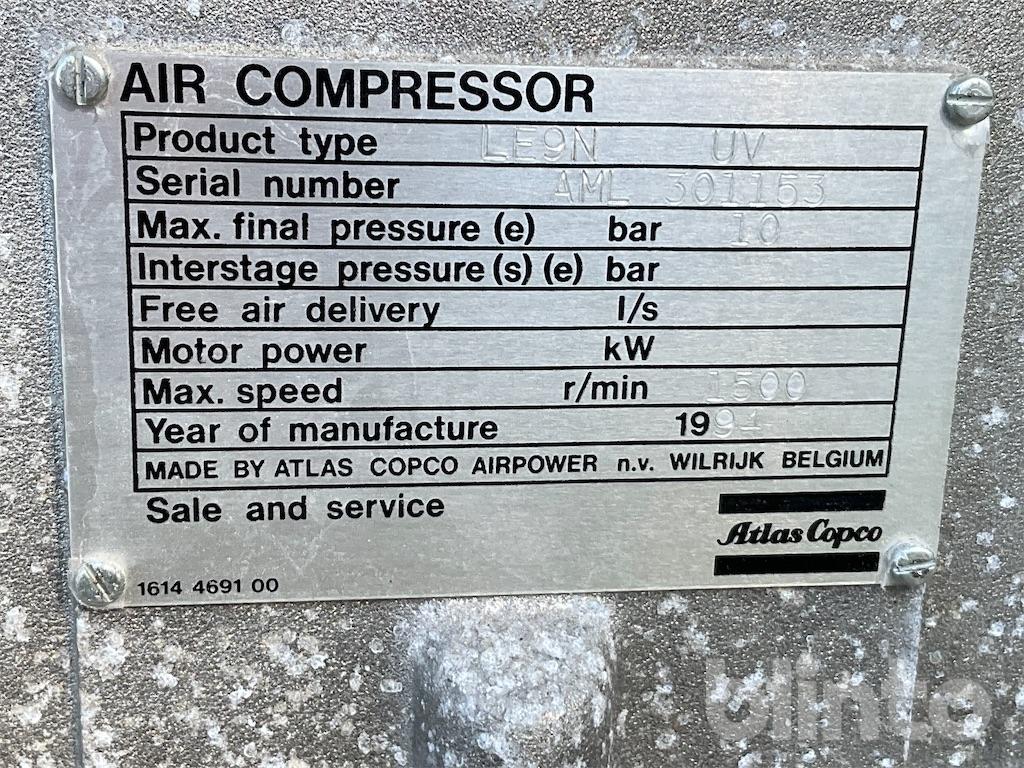 AIR COMPRESSOR
Product type LE9N UV
Serial number AML 301153
Max. final pressure (e) bar 10
Interstage pressure (s) (e) bar
Free air delivery l/s
Motor power kW
Max. speed r/min 1500
Year of manufacture 1994
MADE BY ATLAS COPCO AIRPOWER n.v. WILRIJK BELGIUM
Sale and service
Atlas Copco
1614 4691 00
blinto